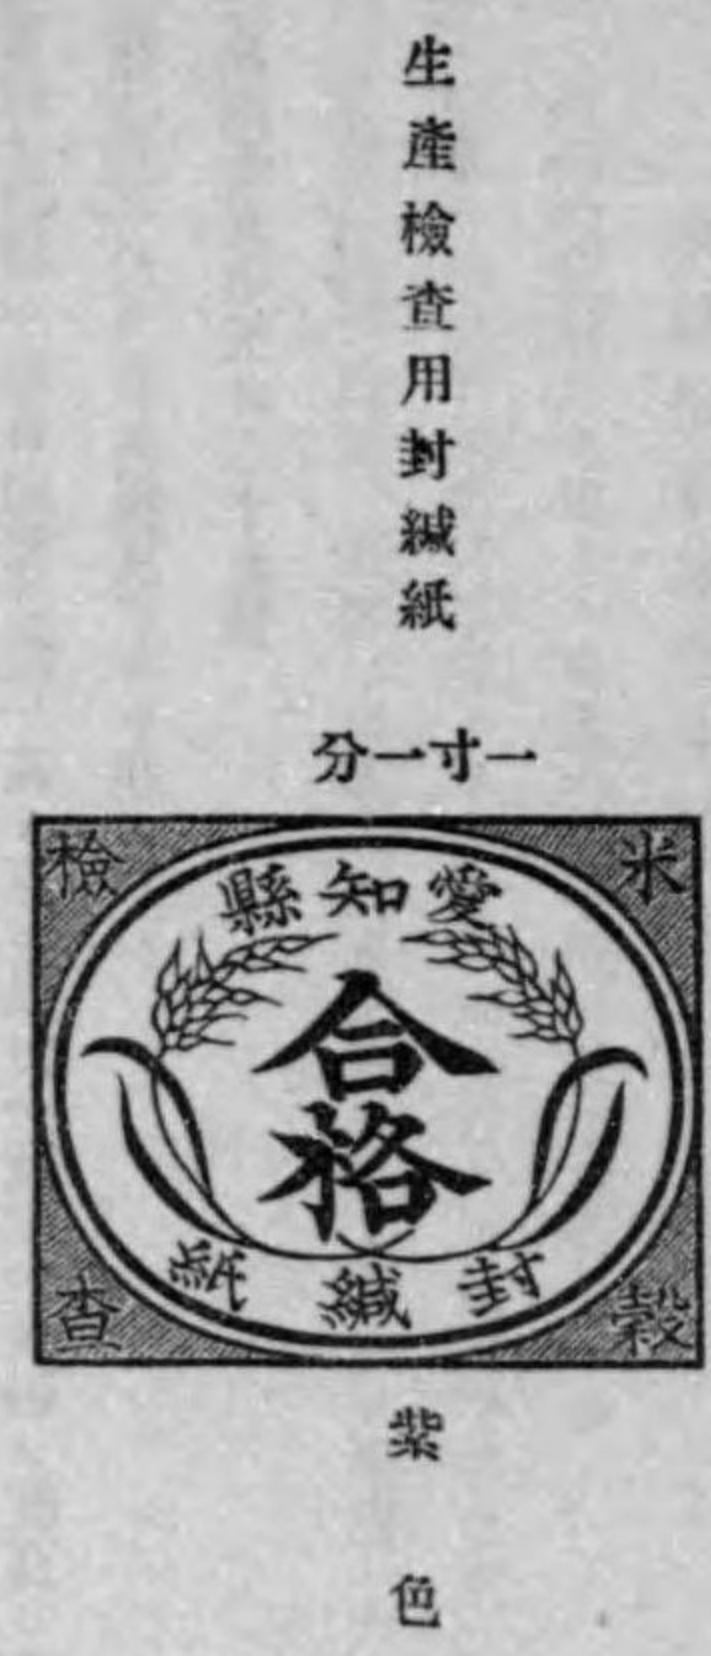 生產檢查用封緘紙
一寸一分
米穀檢查
愛知縣
合格
封緘紙
紫色